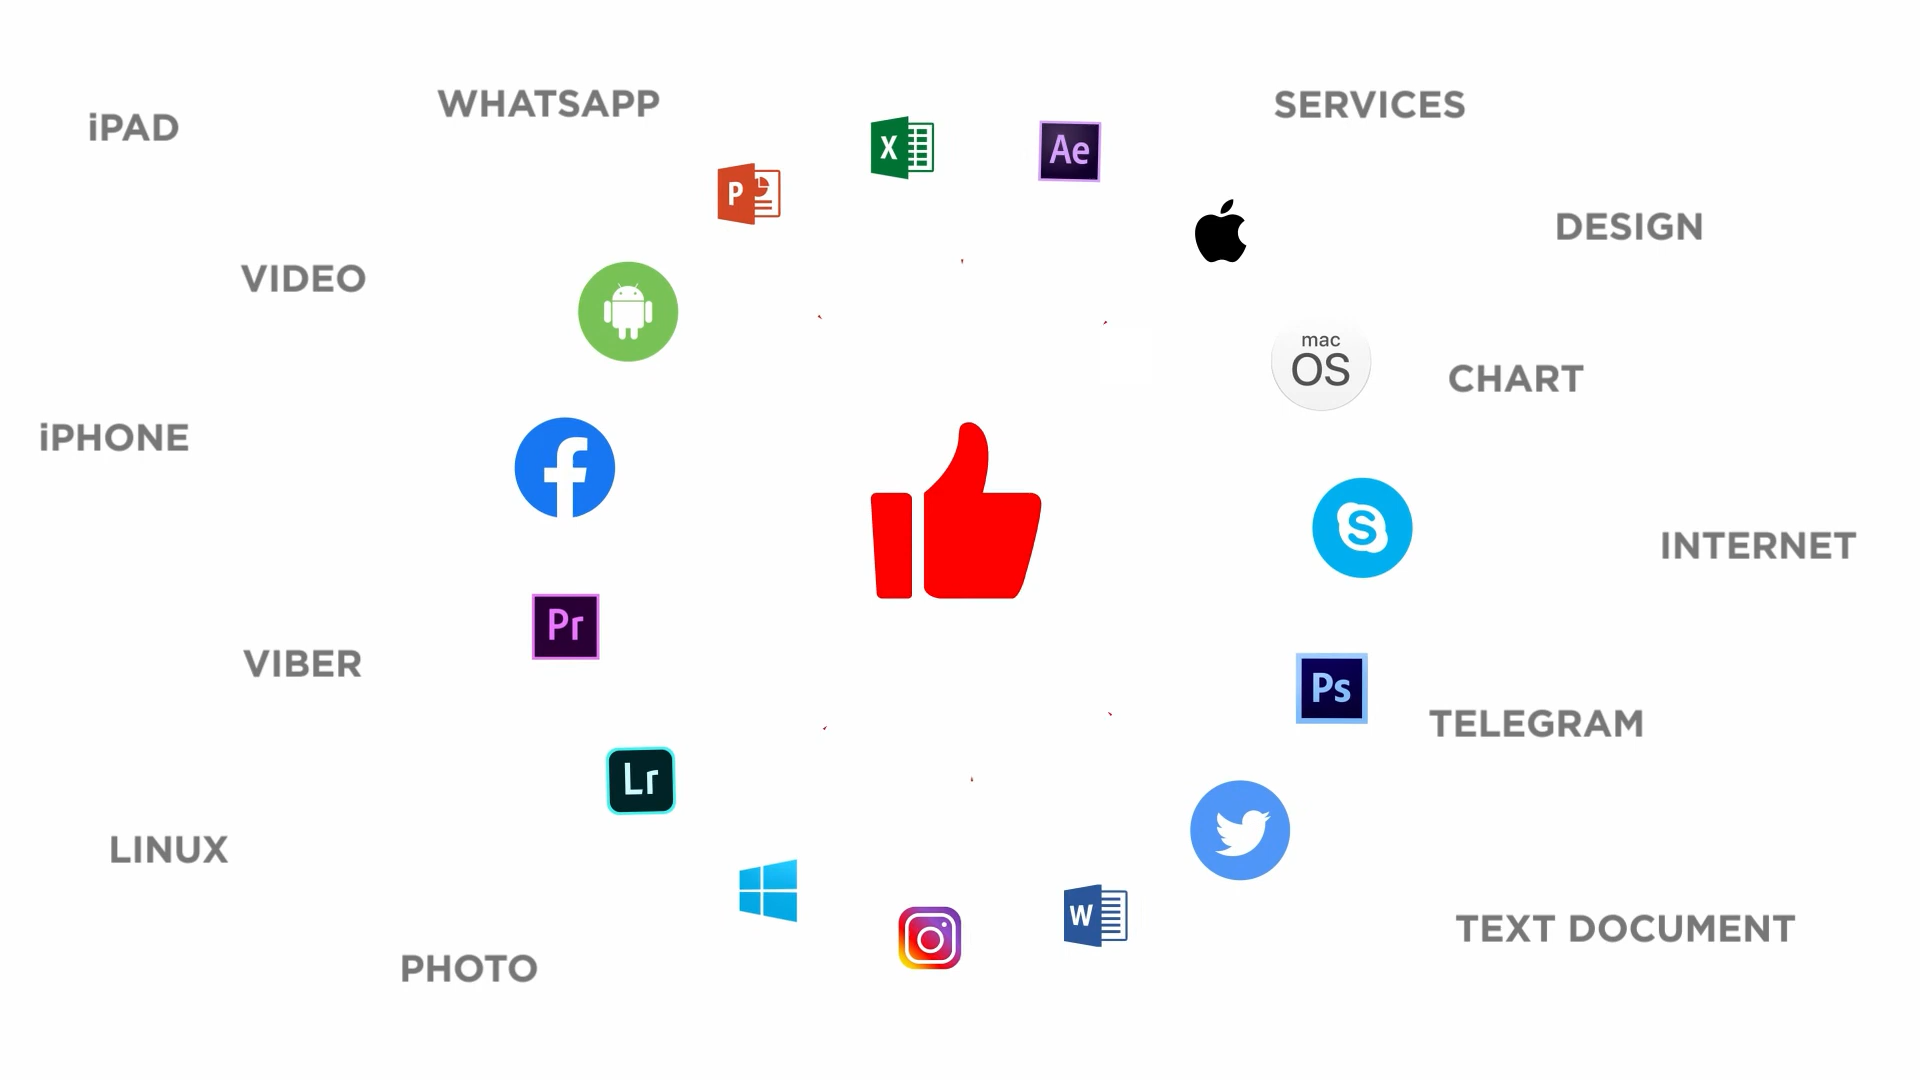 iPAD
WHATSAPP
SERVICES
X
Ae
P
DESIGN
VIDEO
mac
OS
CHART
iPHONE
f
S
INTERNET
Pr
VIBER
Ps
TELEGRAM
Lr
LINUX
W
TEXT DOCUMENT
PHOTO